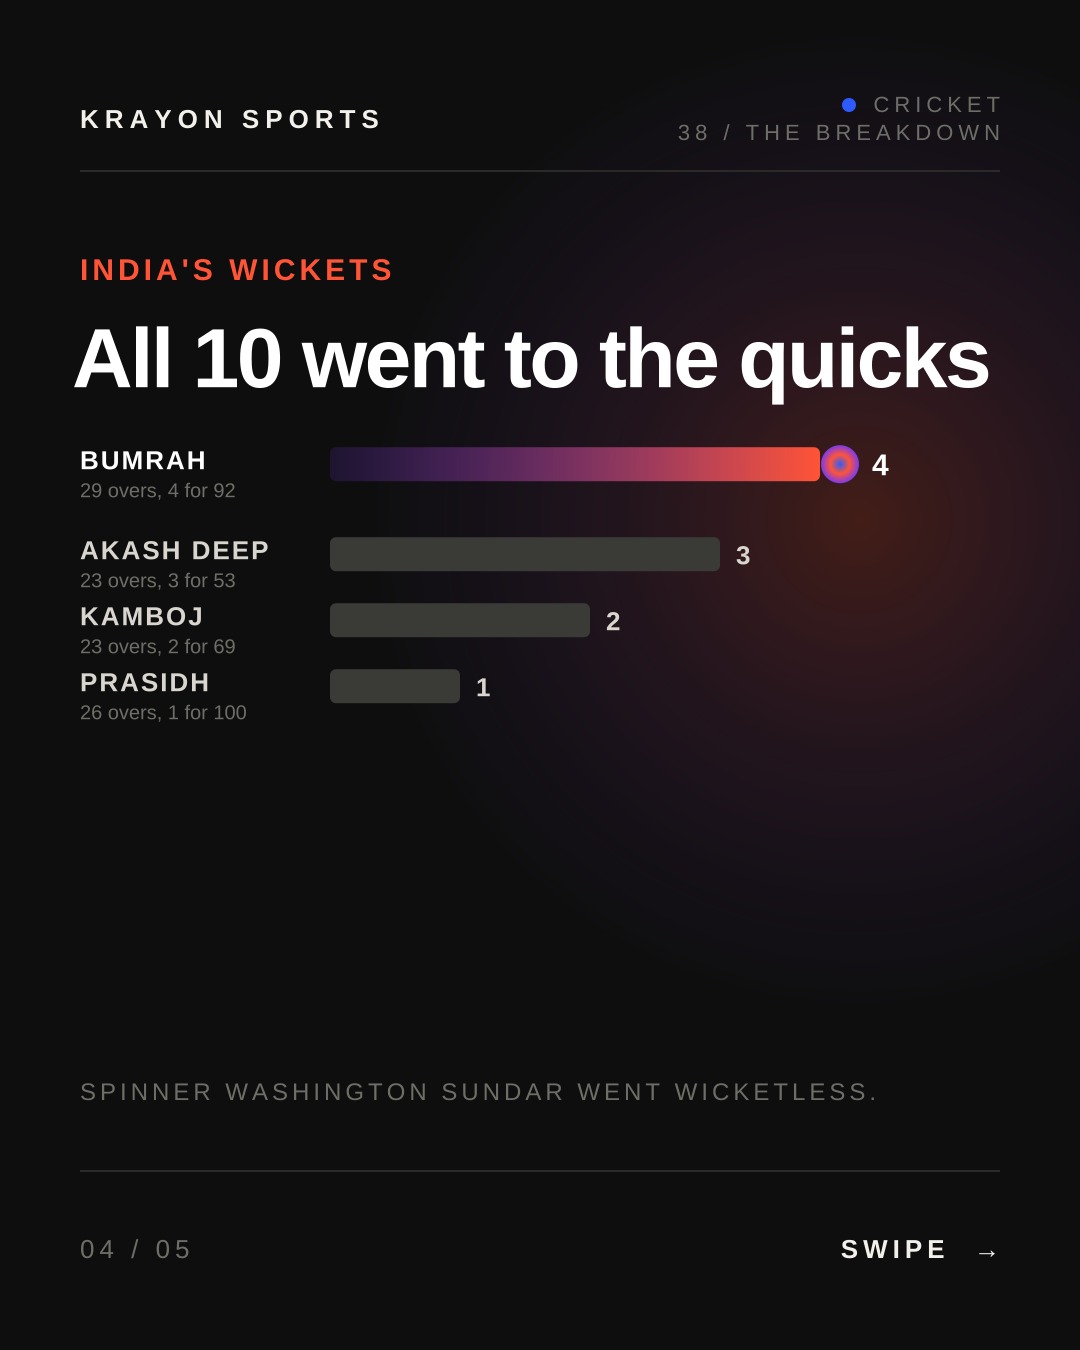 KRAYON SPORTS
CRICKET
38 / THE BREAKDOWN
INDIA'S WICKETS
All 10 went to the quicks
BUMRAH
29 overs, 4 for 92
4
AKASH DEEP
23 overs, 3 for 53
3
KAMBOJ
23 overs, 2 for 69
2
PRASIDH
26 overs, 1 for 100
1
SPINNER WASHINGTON SUNDAR WENT WICKETLESS.
04 / 05
SWIPE →